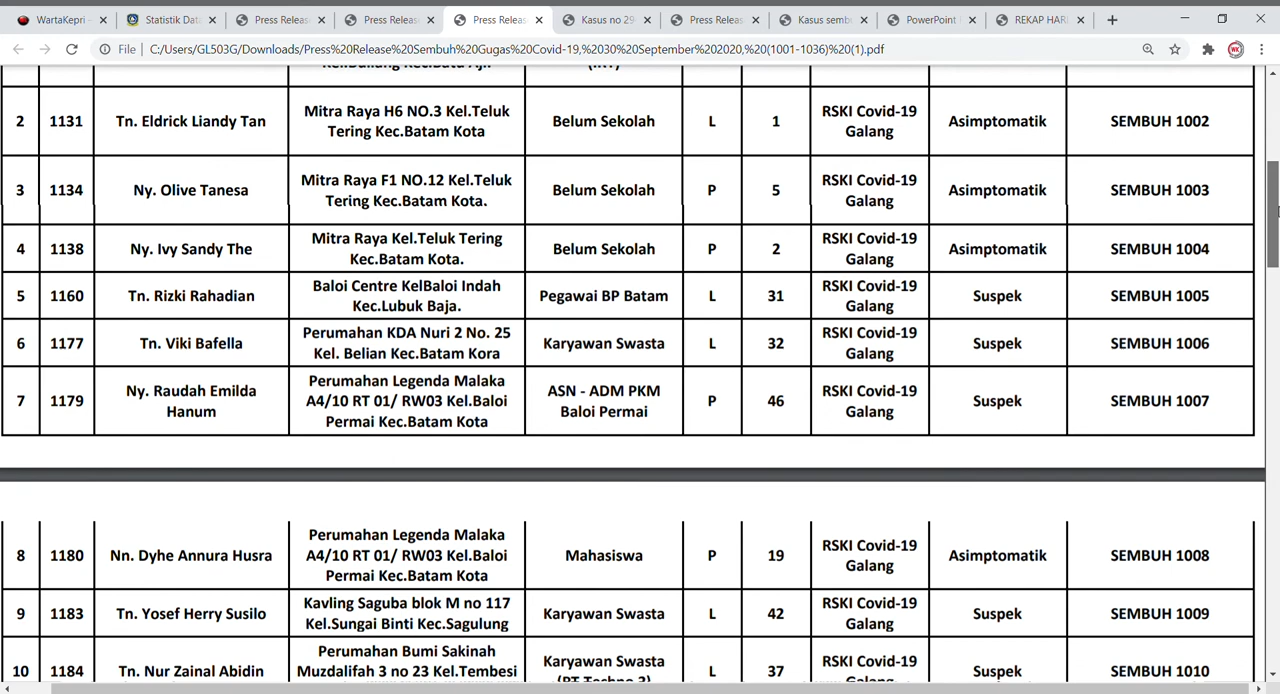 WartaKepri –
Statistik Dat
Press Releas
Press Releas
Press Releas
Kasus no 29
Press Releas
Kasus semb
PowerPoint
REKAP HARI
File | C:/Users/GL503G/Downloads/Press%20Release%20Sembuh%20Gugas%20Covid-19,%2030%20September%202020,%20(1001-1036)%20(1).pdf
2 1131 Tn. Eldrick Liandy Tan Mitra Raya H6 NO.3 Kel.Teluk Belum Sekolah L 1 RSKI Covid-19 Asimptomatik SEMBUH 1002
Tering Kec.Batam Kota Galang
3 1134 Ny. Olive Tanesa Mitra Raya F1 NO.12 Kel.Teluk Belum Sekolah P 5 RSKI Covid-19 Asimptomatik SEMBUH 1003
Tering Kec.Batam Kota. Galang
4 1138 Ny. Ivy Sandy The Mitra Raya Kel.Teluk Tering Belum Sekolah P 2 RSKI Covid-19 Asimptomatik SEMBUH 1004
Kec.Batam Kota. Galang
5 1160 Tn. Rizki Rahadian Baloi Centre KelBaloi Indah Pegawai BP Batam L 31 RSKI Covid-19 Suspek SEMBUH 1005
Kec.Lubuk Baja. Galang
6 1177 Tn. Viki Bafella Perumahan KDA Nuri 2 No. 25 Karyawan Swasta L 32 RSKI Covid-19 Suspek SEMBUH 1006
Kel. Belian Kec.Batam Kora Galang
7 1179 Ny. Raudah Emilda Perumahan Legenda Malaka ASN - ADM PKM P 46 RSKI Covid-19 Suspek SEMBUH 1007
Hanum A4/10 RT 01/ RW03 Kel.Baloi Baloi Permai Galang
Permai Kec.Batam Kota
8 1180 Nn. Dyhe Annura Husra Perumahan Legenda Malaka Mahasiswa P 19 RSKI Covid-19 Asimptomatik SEMBUH 1008
A4/10 RT 01/ RW03 Kel.Baloi Galang
Permai Kec.Batam Kota
9 1183 Tn. Yosef Herry Susilo Kavling Saguba blok M no 117 Karyawan Swasta L 42 RSKI Covid-19 Suspek SEMBUH 1009
Kel.Sungai Binti Kec.Sagulung Galang
10 1184 Tn. Nur Zainal Abidin Perumahan Bumi Sakinah Karyawan Swasta L 37 RSKI Covid-19 Suspek SEMBUH 1010
Muzdalifah 3 no 23 Kel.Tembesi